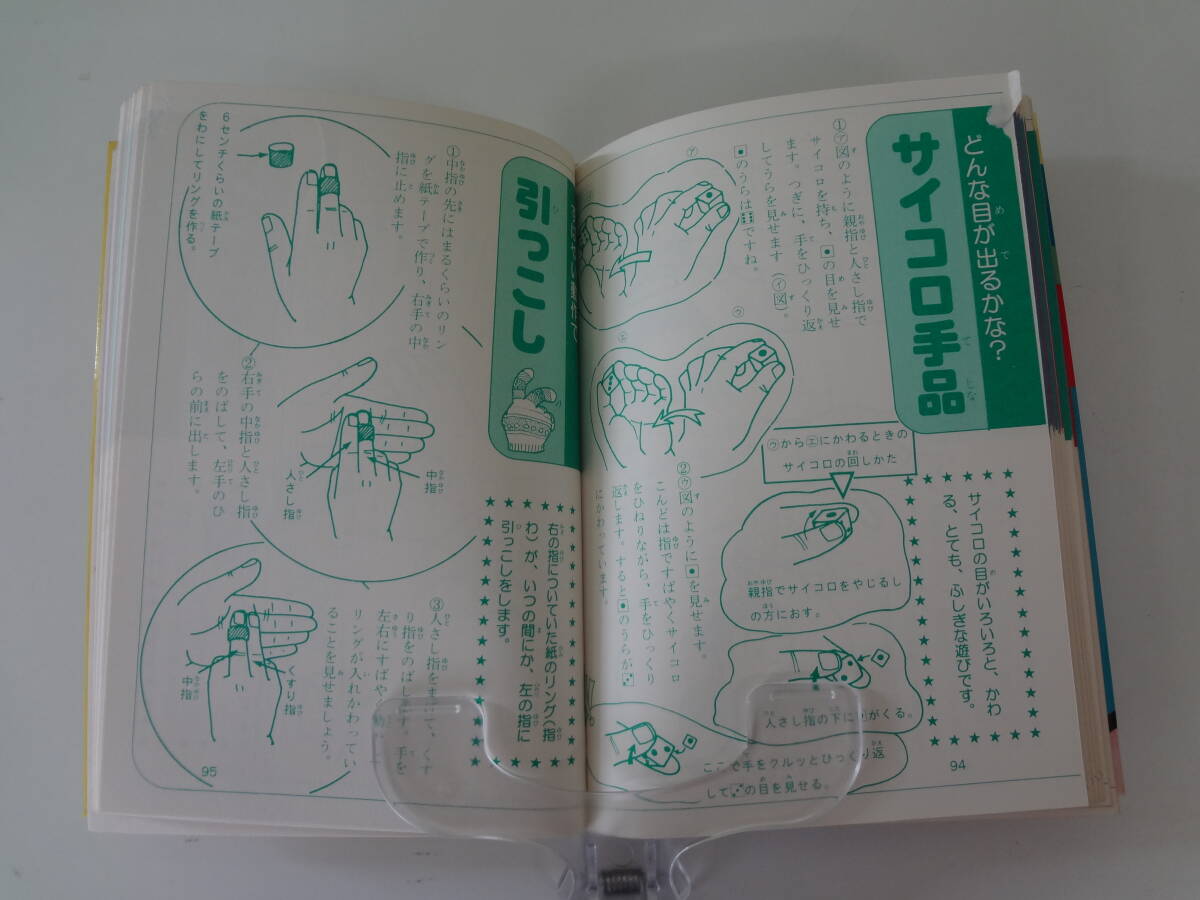 どんな目が出るかな?
サイコロ手品
サイコロの目がいろいろと、かわ
る、とても、ふしぎな遊びです。
①㋐図のように親指と人さし指で
サイコロを持ち、⚀の目を見せ
ます。つぎに、手をひっくり返
してうらを見せます(㋑図)。
⚀のうらは⚅ですね。
㋐
㋒
㋓
②㋒図のように⚀を見せます。
こんどは指ですばやくサイコロ
をひねりながら、手をひっくり
返します。すると⚀のうらが⚂
にかわっています。
㋒から㋓にかわるときの
サイコロの回しかた
親指でサイコロをやじるし
の方におす。
人さし指の下に
がくる。
ここで手をクルッとひっくり返
して⚂の目を見せる。
94
引っこし
右の指についていた紙のリング(指
わ)が、いつの間にか、左の指に
引っこしをします。
①中指の先にはまるくらいのリン
グを紙テープで作り、右手の中
指に止めます。
6センチくらいの紙テープ
をわにしてリングを作る。
②右手の中指と人さし指
をのばして、左手のひ
らの前に出します。
中指
人さし指
③人さし指をまげて、くす
り指をのばします。手を
左右にすばやく
リングが入れかわってい
ることを見せましょう。
くすり指
中指
95